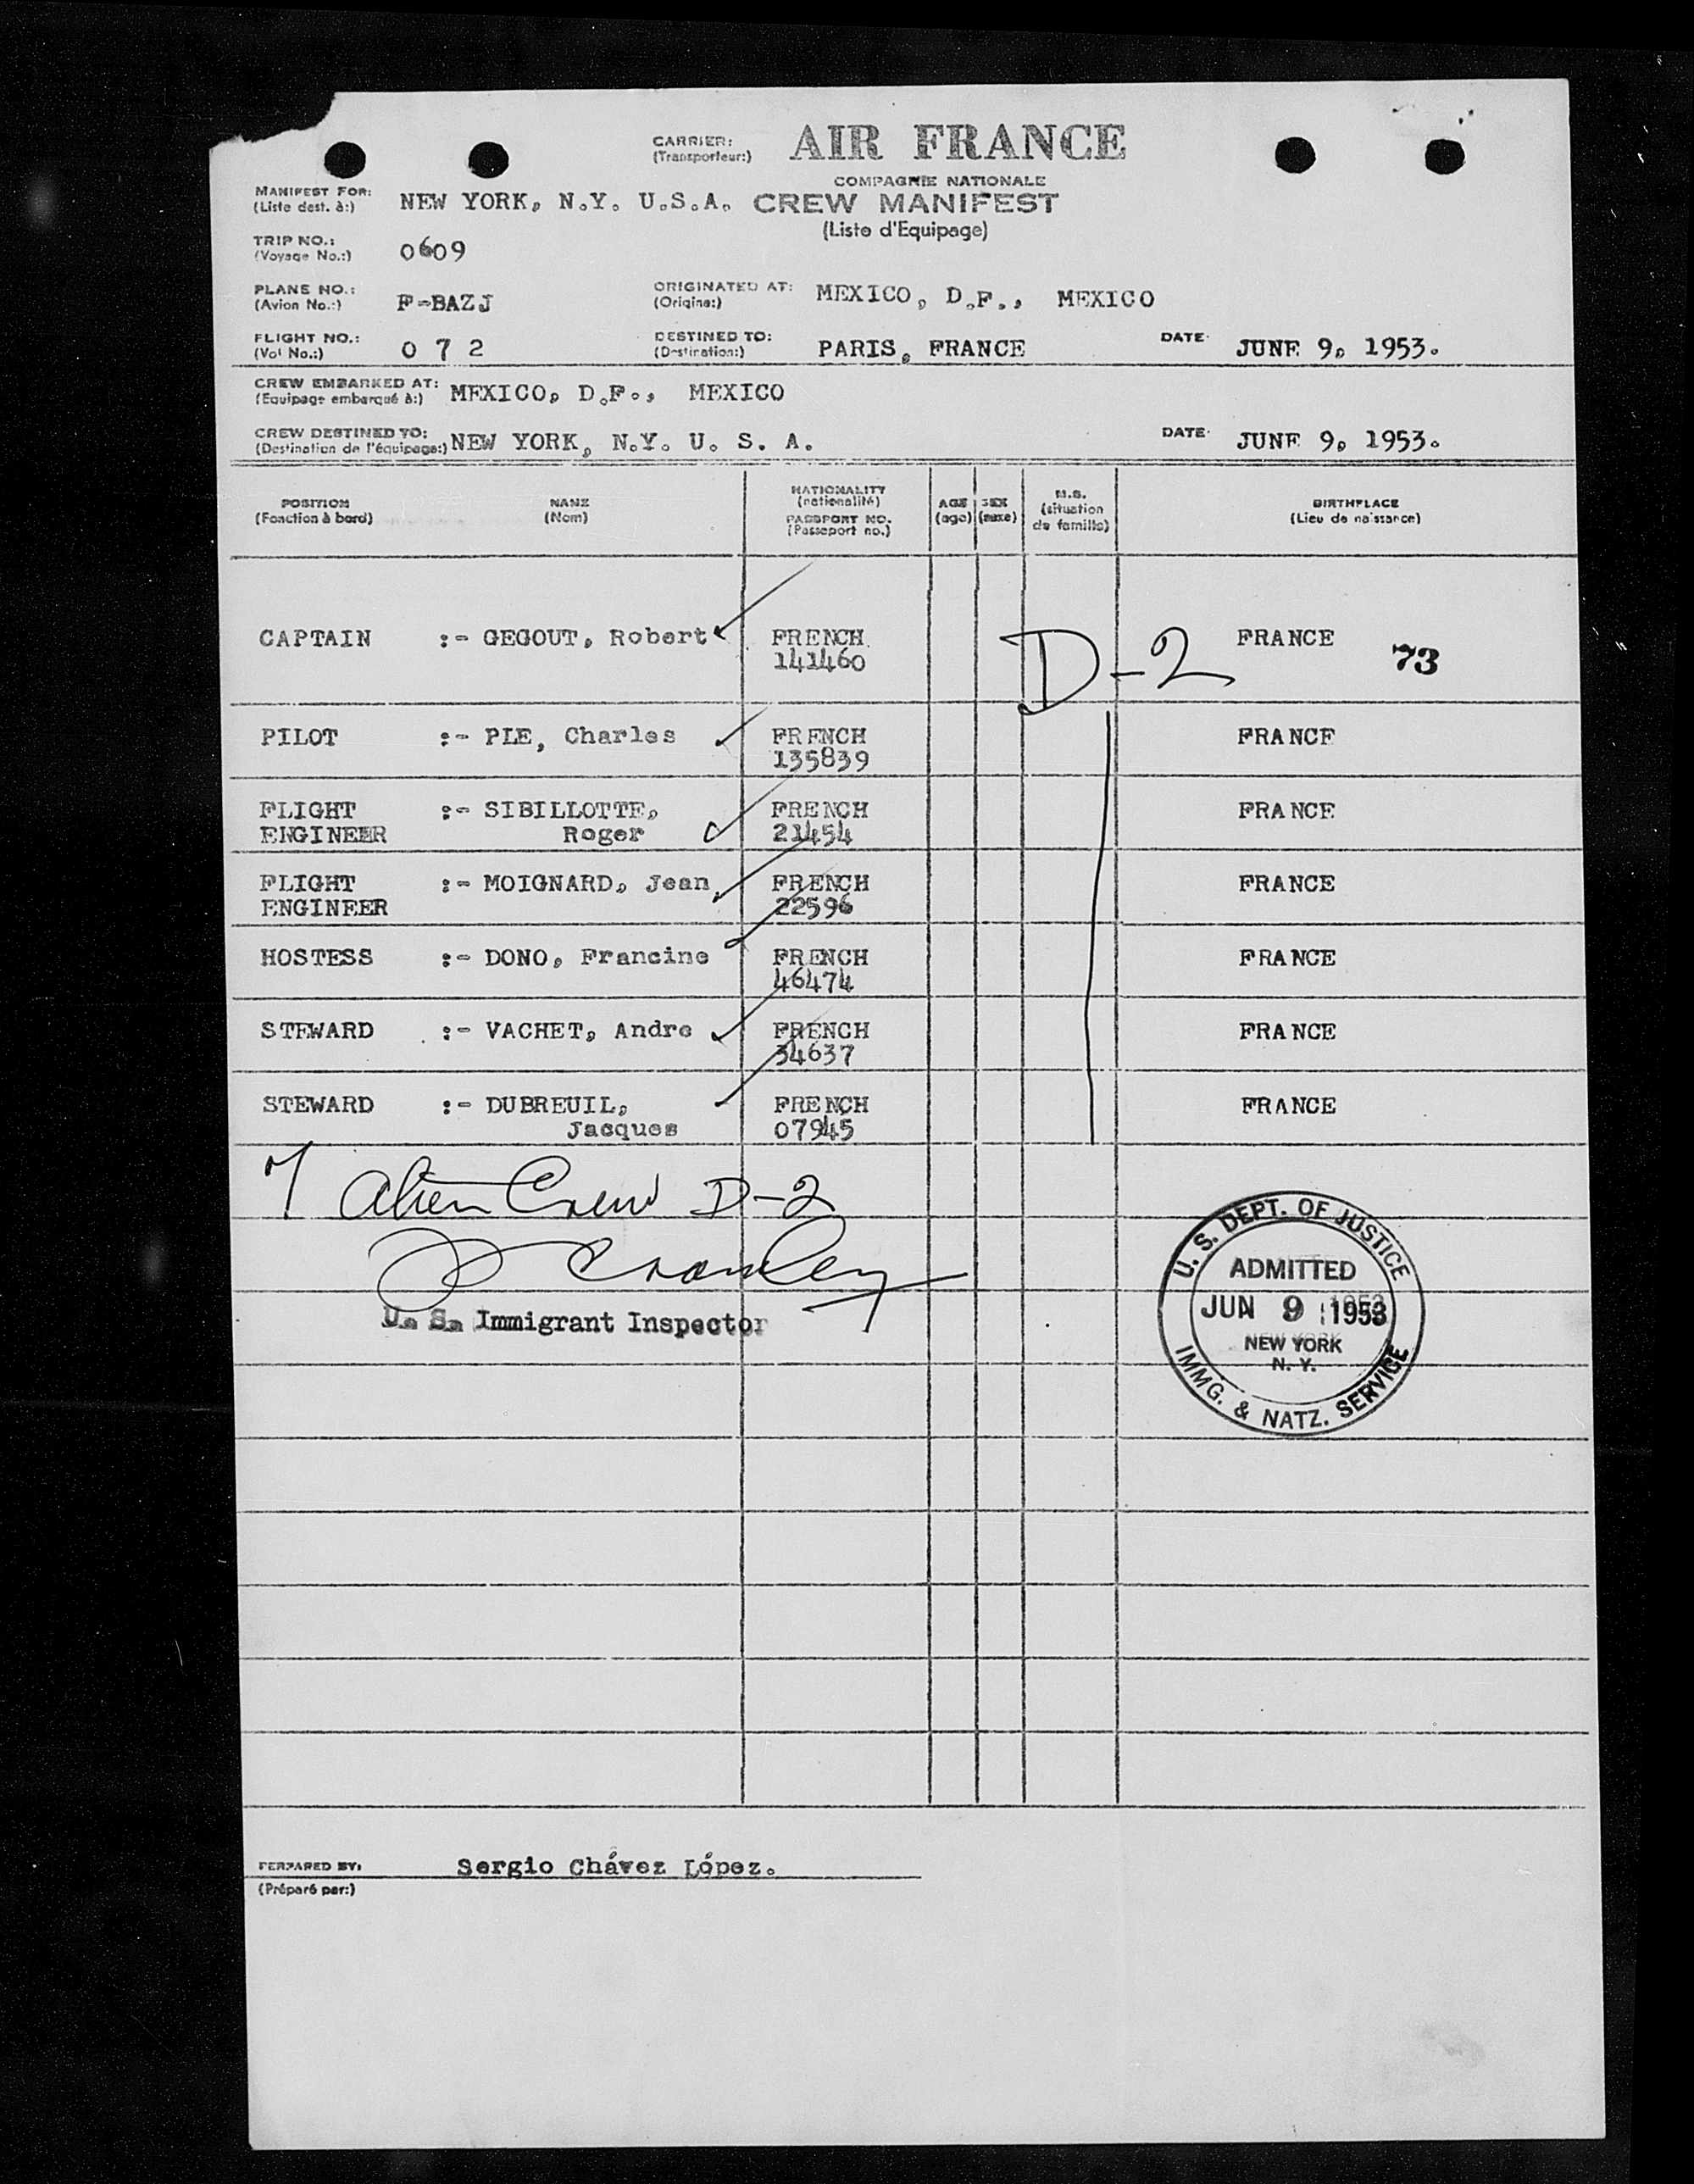 CARRIER: AIR FRANCE
(Transporteur:)
COMPAGNIE NATIONALE
MANIFEST FOR: NEW YORK, N.Y. U.S.A. CREW MANIFEST
(Liste dest. à:)
(Liste d'Equipage)
TRIP NO.: 0609
(Voyage No.:)
PLANE NO.: F-BAZJ ORIGINATED AT: MEXICO, D.F., MEXICO
(Avion No.:) (Origine:)
FLIGHT NO.: 0 7 2 DESTINED TO: PARIS, FRANCE DATE: JUNE 9, 1953.
(Vol No.:) (Destination:)
CREW EMBARKED AT: MEXICO, D.F., MEXICO
(Equipage embarqué à:)
CREW DESTINED TO: NEW YORK, N.Y. U. S. A. DATE: JUNE 9, 1953.
(Destination de l'équipage:)
POSITION NAME NATIONALITY AGE SEX M.S. BIRTHPLACE
(Fonction à bord) (Nom) (nationalité) (age) (sexe) (situation de famille) (Lieu de naissance)
PASSPORT NO.
(Passeport no.)
CAPTAIN :- GEGOUT, Robert FRENCH D-2 FRANCE 73
141460
PILOT :- PLE, Charles FRENCH FRANCE
135839
FLIGHT :- SIBILLOTTE, FRENCH FRANCE
ENGINEER Roger 21454
FLIGHT :- MOIGNARD, Jean FRENCH FRANCE
ENGINEER 22596
HOSTESS :- DONO, Francine FRENCH FRANCE
46474
STEWARD :- VACHET, Andre FRENCH FRANCE
34637
STEWARD :- DUBREUIL, FRENCH FRANCE
Jacques 07945
7 Alien Crew D-2
U. S. Immigrant Inspector
U. S. DEPT. OF JUSTICE
ADMITTED
JUN 9 1953
NEW YORK
N. Y.
IMMG. & NATZ. SERVICE
PERPARED BY: Sergio Chávez López.
(Préparé par:)